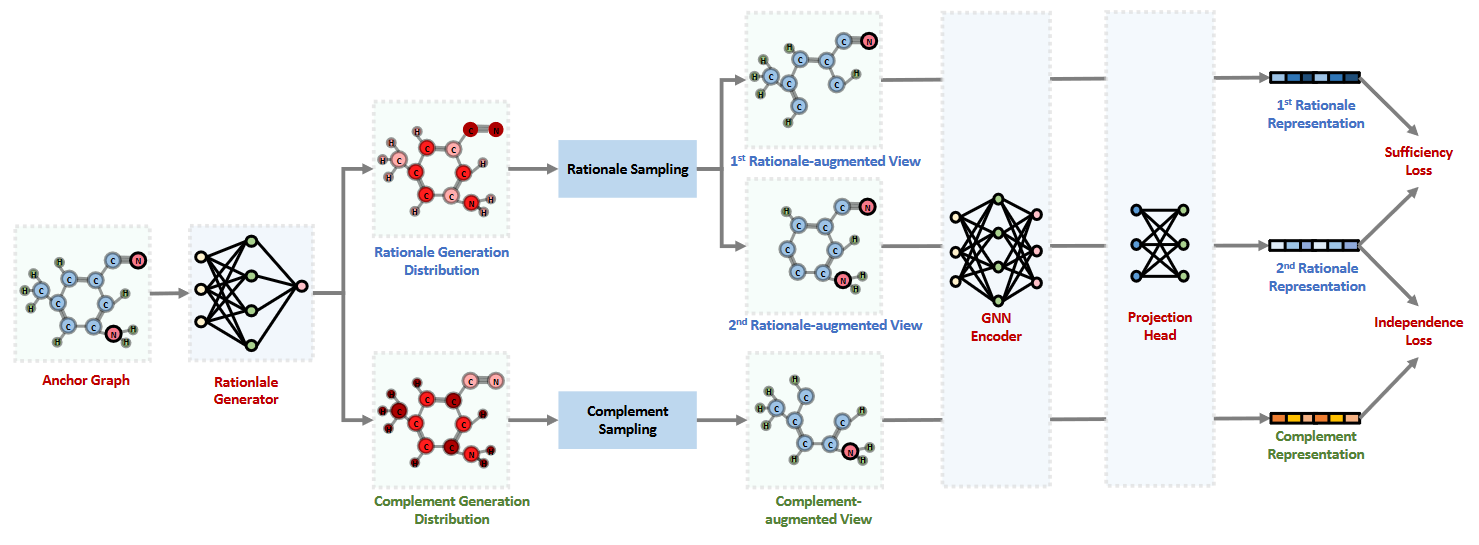 Anchor Graph
Rationlale
Generator
Rationale Generation
Distribution
Complement Generation
Distribution
Rationale Sampling
Complement
Sampling
1st Rationale-augmented View
2nd Rationale-augmented View
Complement-
augmented View
GNN
Encoder
Projection
Head
1st Rationale
Representation
2nd Rationale
Representation
Complement
Representation
Sufficiency
Loss
Independence
Loss